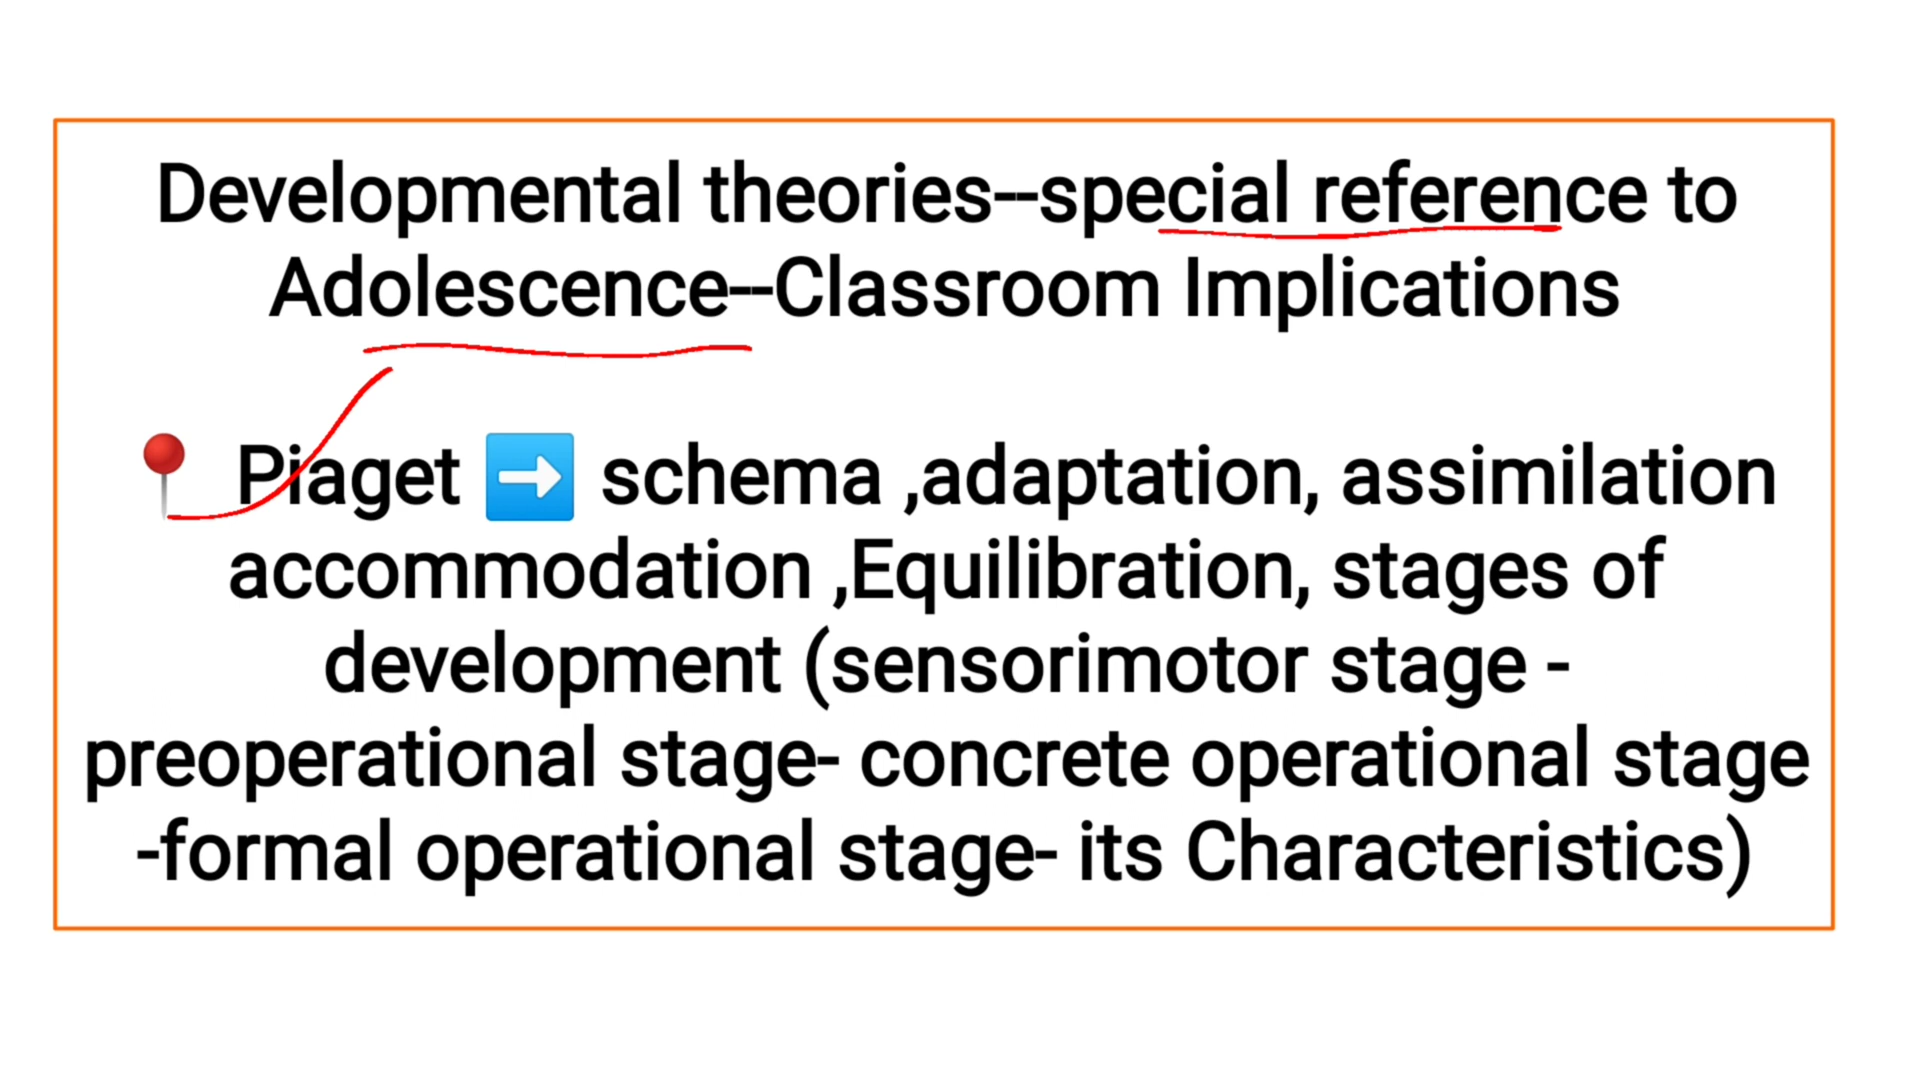 Developmental theories--special reference to
Adolescence--Classroom Implications
📍 Piaget ➡️ schema ,adaptation, assimilation
accommodation ,Equilibration, stages of
development (sensorimotor stage -
preoperational stage- concrete operational stage
-formal operational stage- its Characteristics)